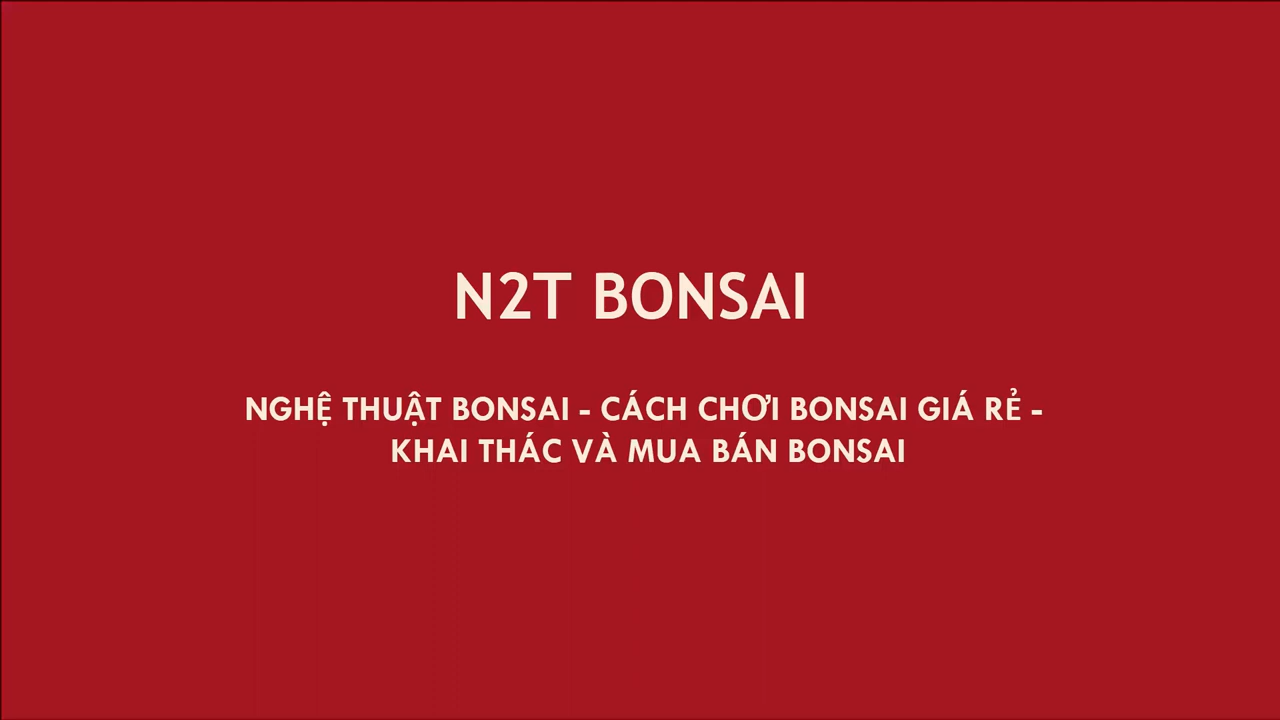 N2T BONSAI
NGHỆ THUẬT BONSAI - CÁCH CHƠI BONSAI GIÁ RẺ -
KHAI THÁC VÀ MUA BÁN BONSAI